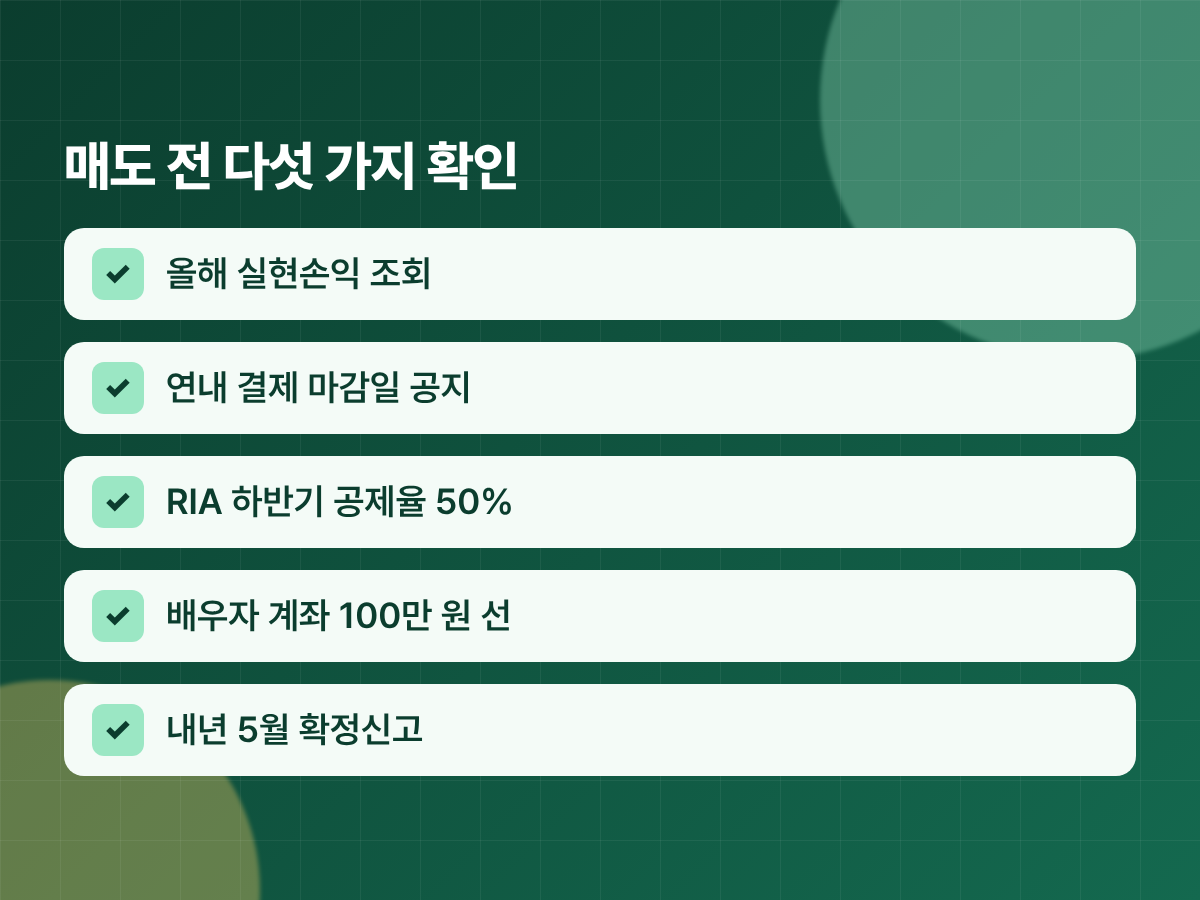 매도 전 다섯 가지 확인
올해 실현손익 조회
연내 결제 마감일 공지
RIA 하반기 공제율 50%
배우자 계좌 100만 원 선
내년 5월 확정신고